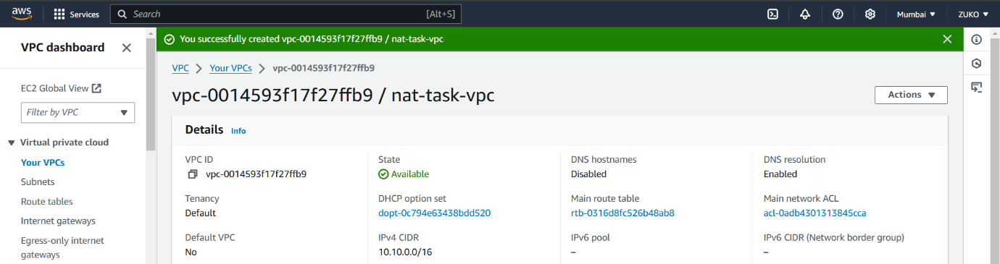 aws Services Search [Alt+S] Mumbai ZUKO
VPC dashboard
EC2 Global View
Filter by VPC
Virtual private cloud
Your VPCs
Subnets
Route tables
Internet gateways
Egress-only internet
gateways
You successfully created vpc-0014593f17f27ffb9 / nat-task-vpc
VPC Your VPCs vpc-0014593f17f27ffb9
vpc-0014593f17f27ffb9 / nat-task-vpc
Actions
Details Info
VPC ID
vpc-0014593f17f27ffb9
State
Available
DNS hostnames
Disabled
DNS resolution
Enabled
Tenancy
Default
DHCP option set
dopt-0c794e63438bdd520
Main route table
rtb-0316d8fc526b48ab8
Main network ACL
acl-0adb4301313845cca
Default VPC
No
IPv4 CIDR
10.10.0.0/16
IPv6 pool
–
IPv6 CIDR (Network border group)
–